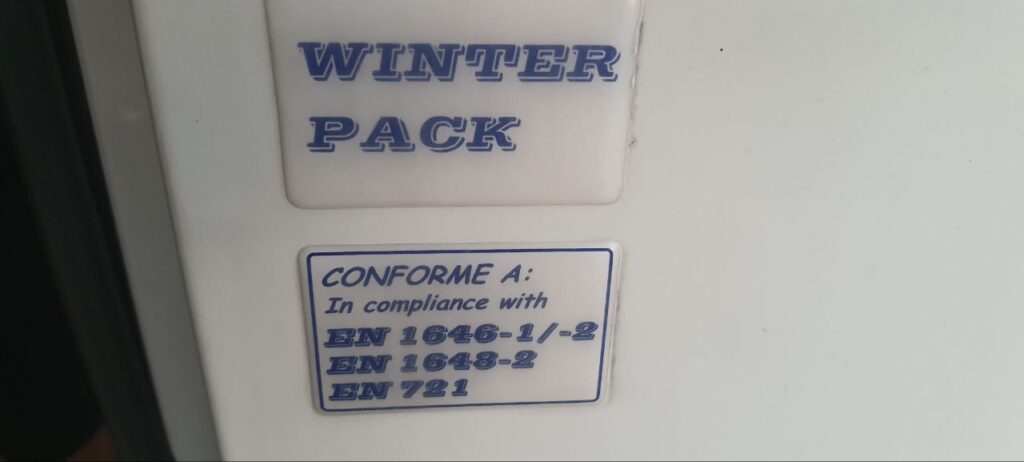 WINTER
PACK
CONFORME A:
In compliance with
EN 1646-1/-2
EN 1648-2
EN 721